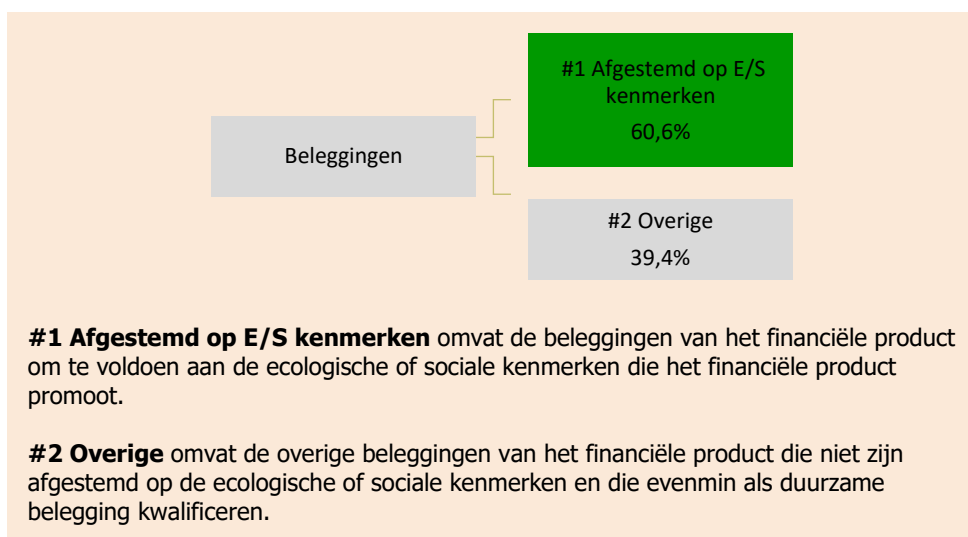 #1 Afgestemd op E/S
kenmerken
60,6%
Beleggingen
#2 Overige
39,4%
#1 Afgestemd op E/S kenmerken omvat de beleggingen van het financiële product
om te voldoen aan de ecologische of sociale kenmerken die het financiële product
promoot.
#2 Overige omvat de overige beleggingen van het financiële product die niet zijn
afgestemd op de ecologische of sociale kenmerken en die evenmin als duurzame
belegging kwalificeren.